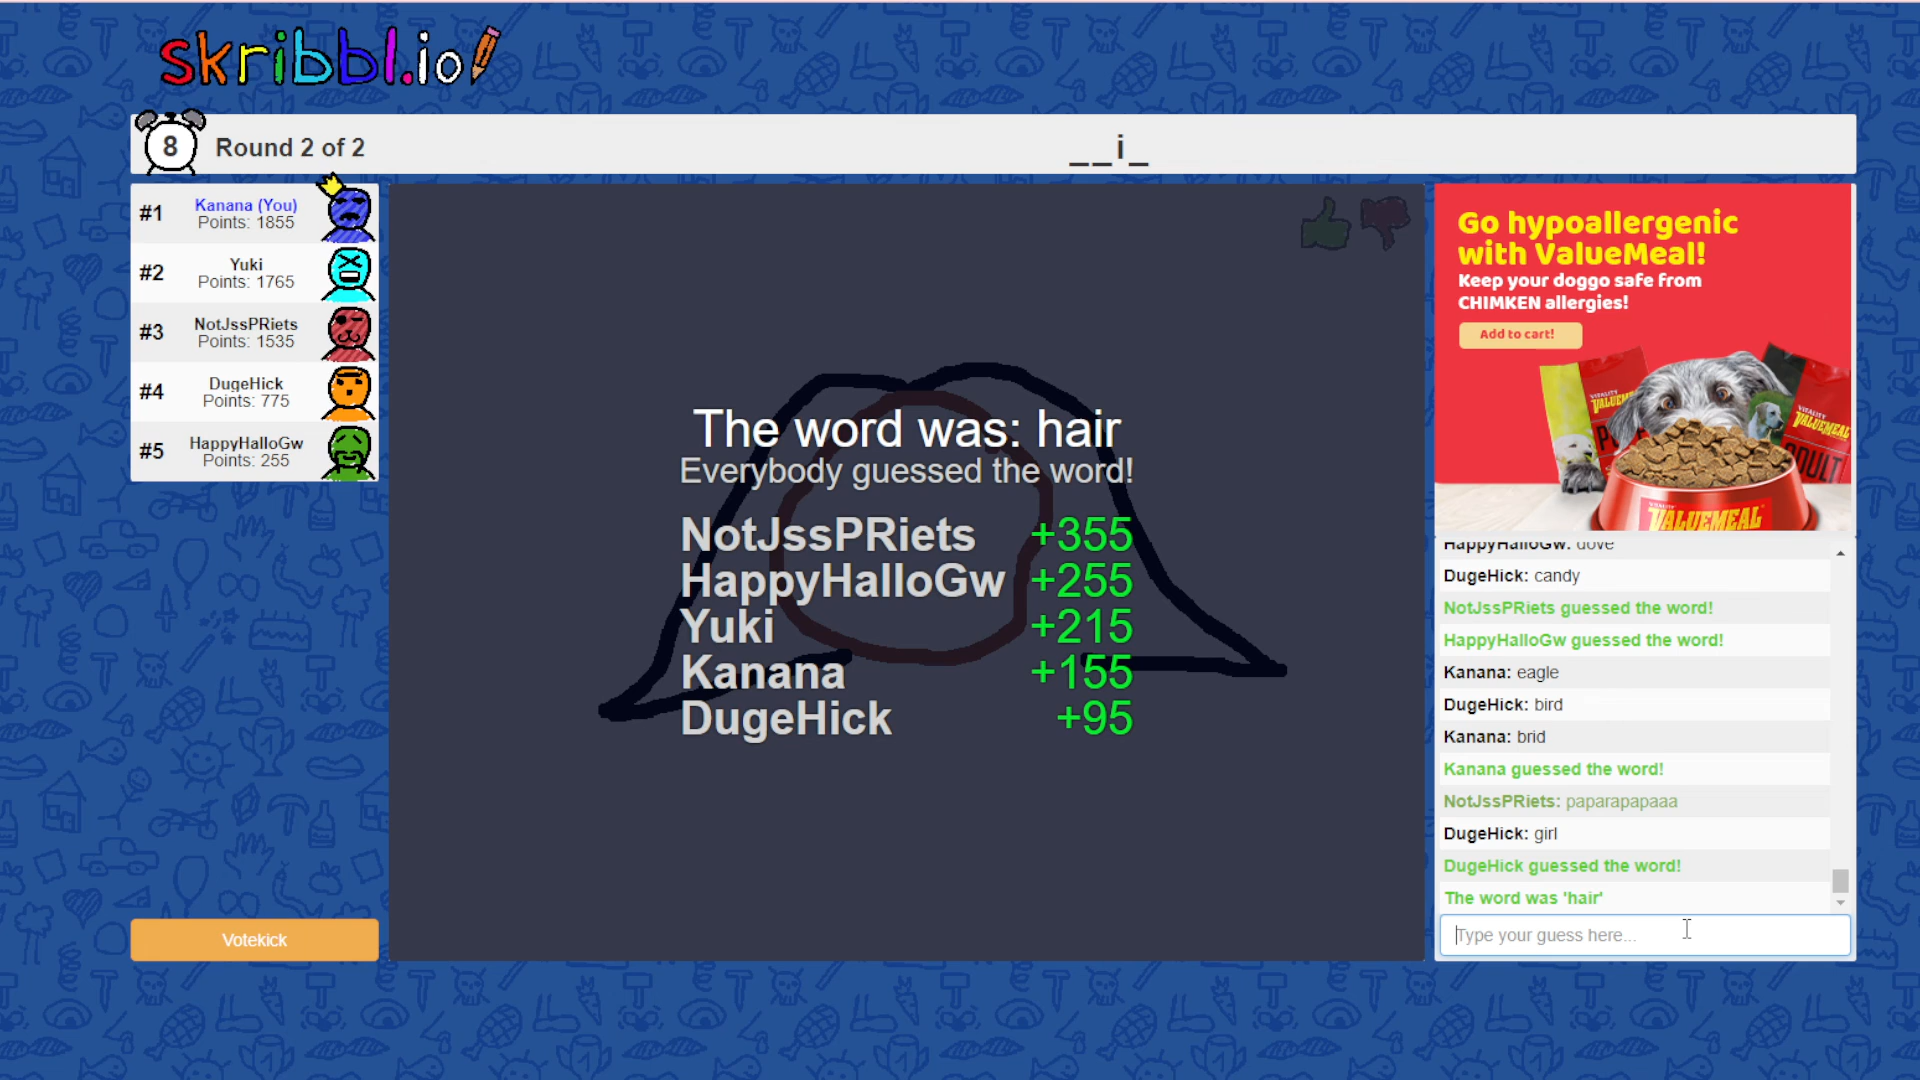 skribbl.io
8
Round 2 of 2
__i_
#1
Kanana (You)
Points: 1855
#2
Yuki
Points: 1765
#3
NotJssPRiets
Points: 1535
#4
DugeHick
Points: 775
#5
HappyHalloGw
Points: 255
Votekick
The word was: hair
Everybody guessed the word!
NotJssPRiets +355
HappyHalloGw +255
Yuki +215
Kanana +155
DugeHick +95
Go hypoallergenic
with ValueMeal!
Keep your doggo safe from
CHIMKEN allergies!
Add to cart!
VITALITY
VALUEMEAL
VALUEMEAL
HappyHalloGw: dove
DugeHick: candy
NotJssPRiets guessed the word!
HappyHalloGw guessed the word!
Kanana: eagle
DugeHick: bird
Kanana: brid
Kanana guessed the word!
NotJssPRiets: paparapapaaa
DugeHick: girl
DugeHick guessed the word!
The word was 'hair'
Type your guess here...